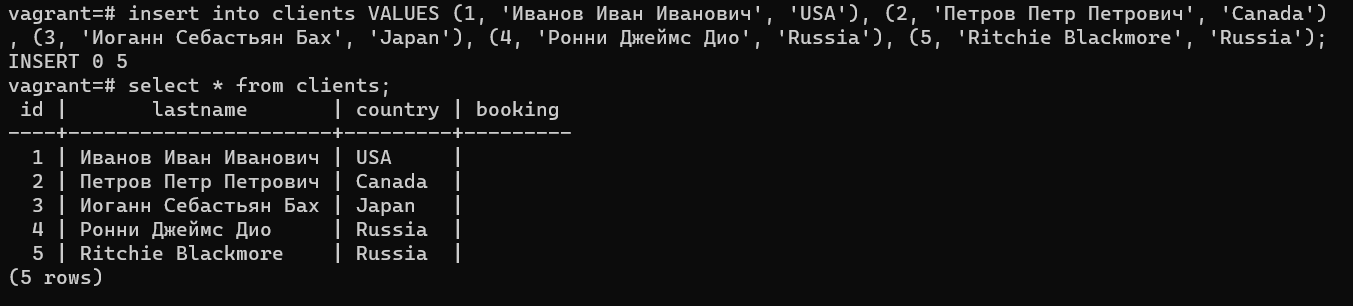 vagrant=# insert into clients VALUES (1, 'Иванов Иван Иванович', 'USA'), (2, 'Петров Петр Петрович', 'Canada')
, (3, 'Иоганн Себастьян Бах', 'Japan'), (4, 'Ронни Джеймс Дио', 'Russia'), (5, 'Ritchie Blackmore', 'Russia');
INSERT 0 5
vagrant=# select * from clients;
 id |       lastname       | country | booking
----+----------------------+---------+---------
  1 | Иванов Иван Иванович | USA     |
  2 | Петров Петр Петрович | Canada  |
  3 | Иоганн Себастьян Бах | Japan   |
  4 | Ронни Джеймс Дио     | Russia  |
  5 | Ritchie Blackmore    | Russia  |
(5 rows)